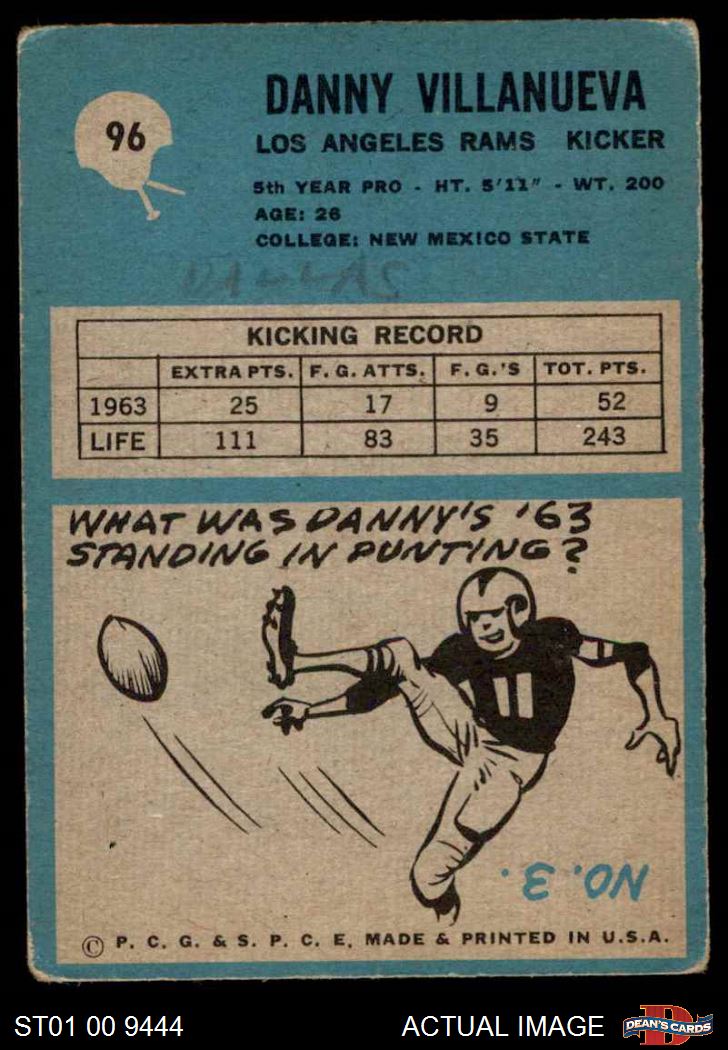 96
DANNY VILLANUEVA
LOS ANGELES RAMS KICKER
5th YEAR PRO - HT. 5'11" - WT. 200
AGE: 26
COLLEGE: NEW MEXICO STATE
DALLAS
KICKING RECORD
EXTRA PTS. F. G. ATTS. F. G.'S TOT. PTS.
1963 25 17 9 52
LIFE 111 83 35 243
WHAT WAS DANNY'S '63
STANDING IN PUNTING?
11
NO. 3.
© P. C. G. & S. P. C. E. MADE & PRINTED IN U.S.A.
ST01 00 9444 ACTUAL IMAGE D DEAN'S CARDS